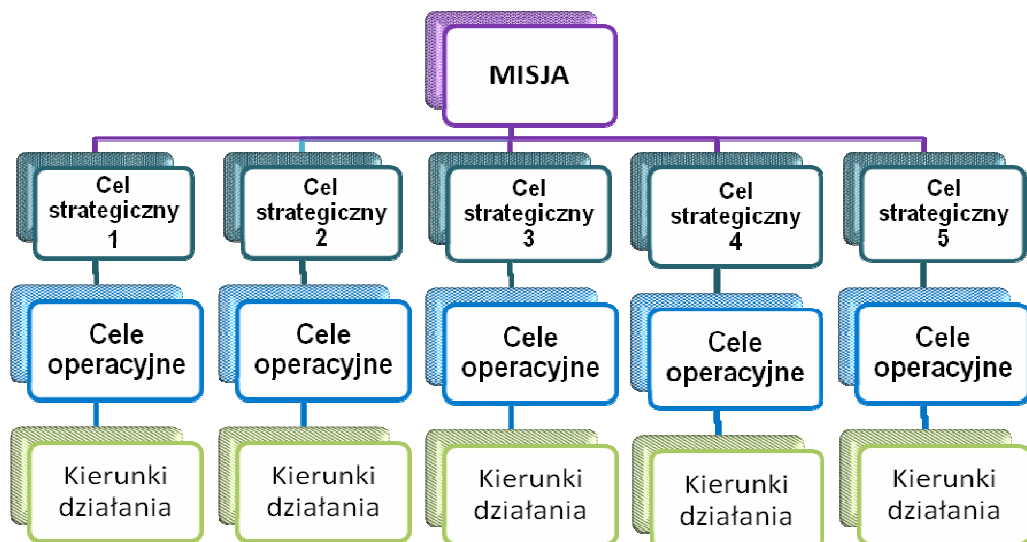 MISJA
Cel
strategiczny
1
Cel
strategiczny
2
Cel
strategiczny
3
Cel
strategiczny
4
Cel
strategiczny
5
Cele
operacyjne
Cele
operacyjne
Cele
operacyjne
Cele
operacyjne
Cele
operacyjne
Kierunki
działania
Kierunki
działania
Kierunki
działania
Kierunki
działania
Kierunki
działania